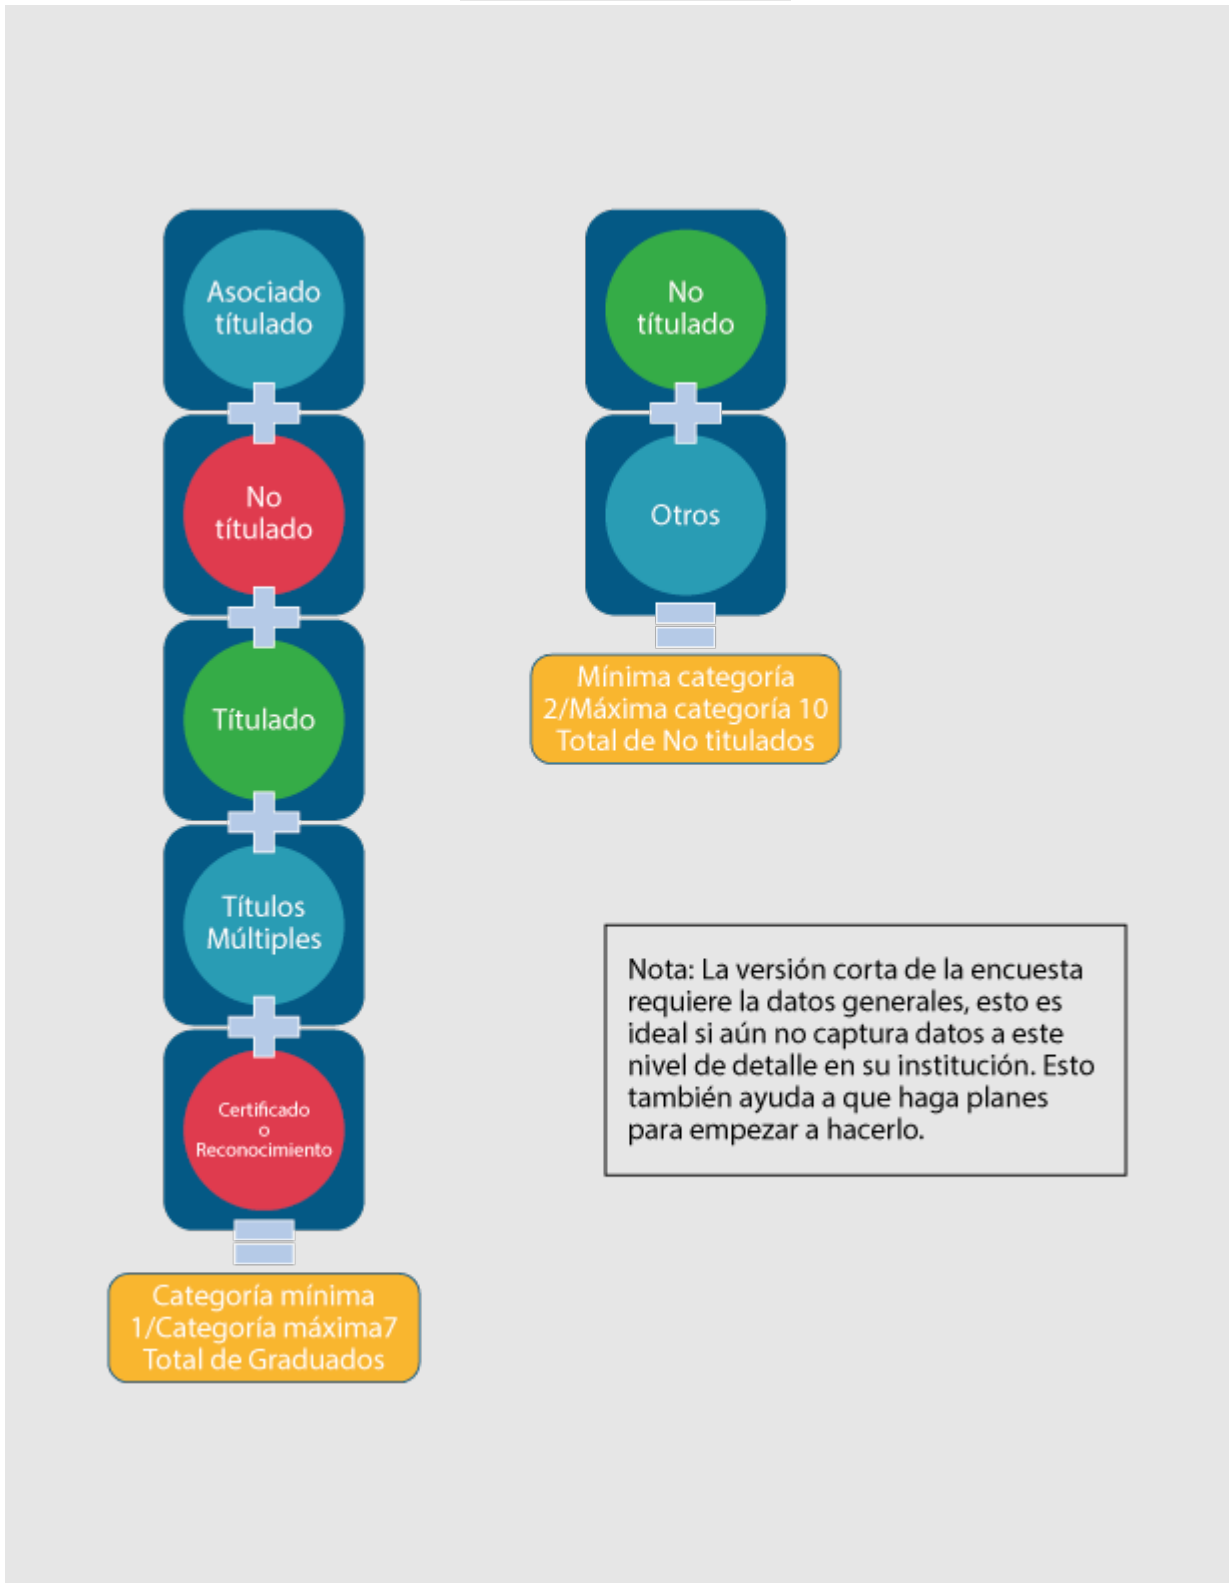 Asociado
títulado
No
títulado
Títulado
Títulos
Múltiples
Certificado
o
Reconocimiento
Categoría mínima
1/Categoría máxima7
Total de Graduados
No
títulado
Otros
Mínima categoría
2/Máxima categoría 10
Total de No titulados
Nota: La versión corta de la encuesta
requiere la datos generales, esto es
ideal si aún no captura datos a este
nivel de detalle en su institución. Esto
también ayuda a que haga planes
para empezar a hacerlo.